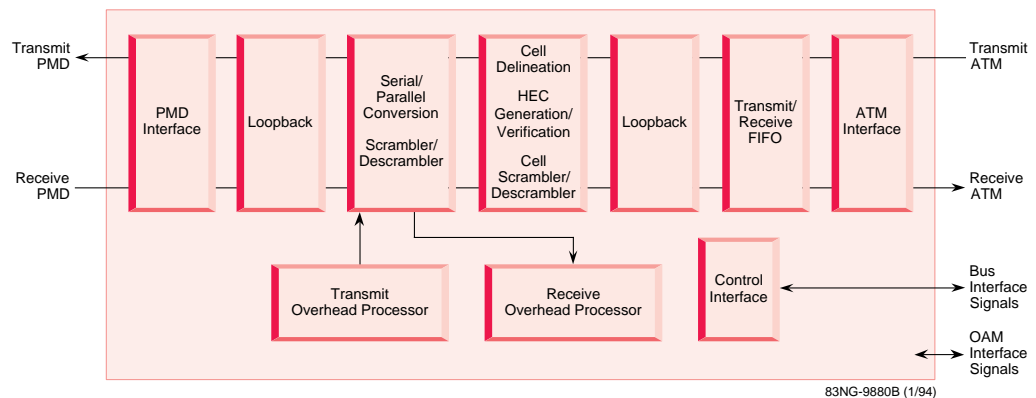 Transmit
PMD
Receive
PMD
PMD
Interface
Loopback
Serial/
Parallel
Conversion
Scrambler/
Descrambler
Cell
Delineation
HEC
Generation/
Verification
Cell
Scrambler/
Descrambler
Loopback
Transmit/
Receive
FIFO
ATM
Interface
Transmit
ATM
Receive
ATM
Transmit
Overhead Processor
Receive
Overhead Processor
Control
Interface
Bus
Interface
Signals
OAM
Interface
Signals
83NG-9880B (1/94)